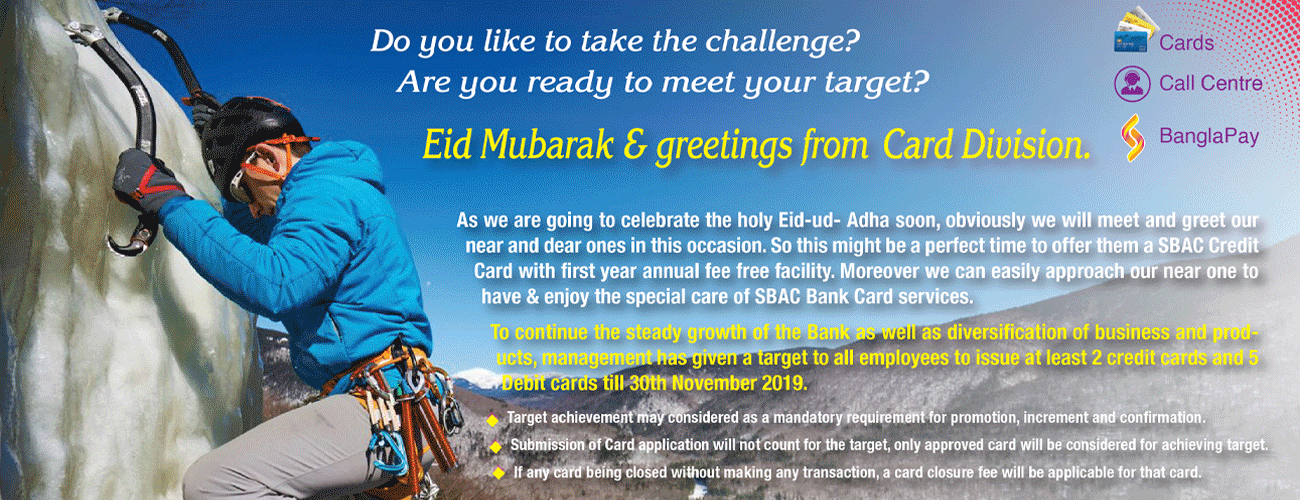 Do you like to take the challenge?
Are you ready to meet your target?
Eid Mubarak & greetings from Card Division.
Cards
Call Centre
BanglaPay
As we are going to celebrate the holy Eid-ud- Adha soon, obviously we will meet and greet our
near and dear ones in this occasion. So this might be a perfect time to offer them a SBAC Credit
Card with first year annual fee free facility. Moreover we can easily approach our near one to
have & enjoy the special care of SBAC Bank Card services.
To continue the steady growth of the Bank as well as diversification of business and prod-
ucts, management has given a target to all employees to issue at least 2 credit cards and 5
Debit cards till 30th November 2019.
Target achievement may considered as a mandatory requirement for promotion, increment and confirmation.
Submission of Card application will not count for the target, only approved card will be considered for achieving target.
If any card being closed without making any transaction, a card closure fee will be applicable for that card.